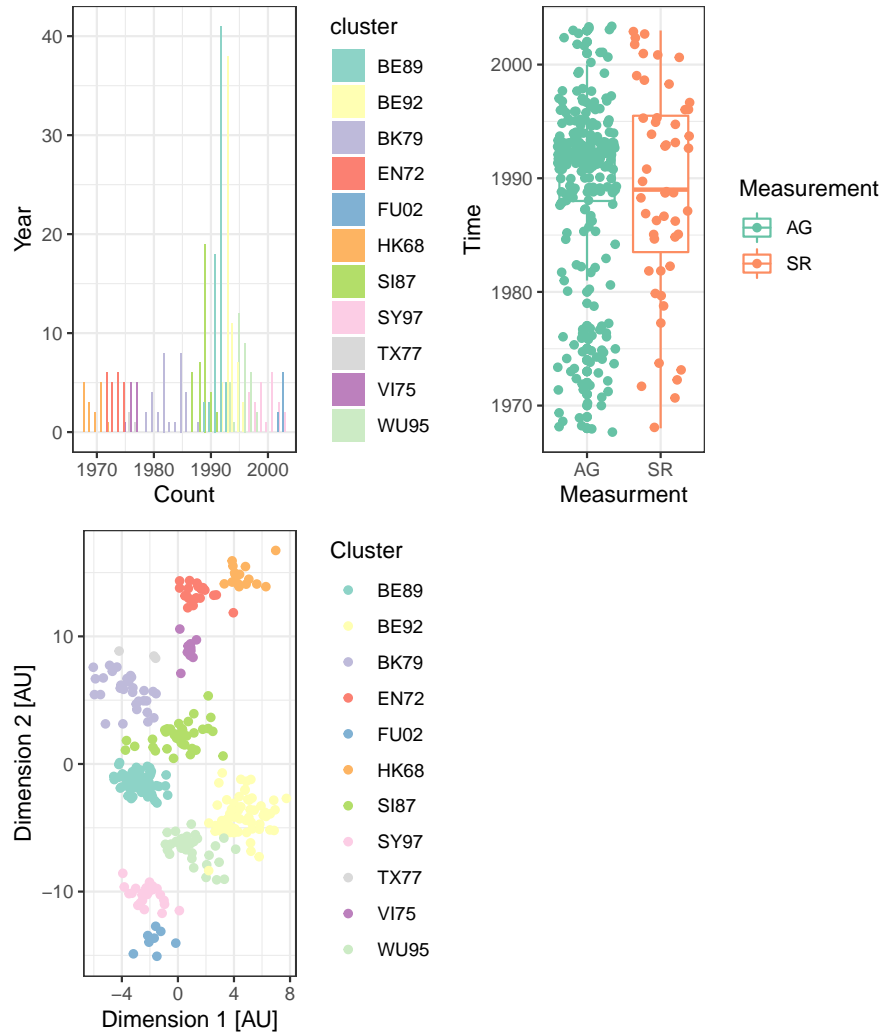 40
30
20
10
0
Year
1970
1980
1990
2000
Count
cluster
BE89
BE92
BK79
EN72
FU02
HK68
SI87
SY97
TX77
VI75
WU95
2000
1990
1980
1970
Time
AG
SR
Measurment
Measurement
AG
SR
10
0
−10
Dimension 2 [AU]
−4
0
4
8
Dimension 1 [AU]
Cluster
BE89
BE92
BK79
EN72
FU02
HK68
SI87
SY97
TX77
VI75
WU95